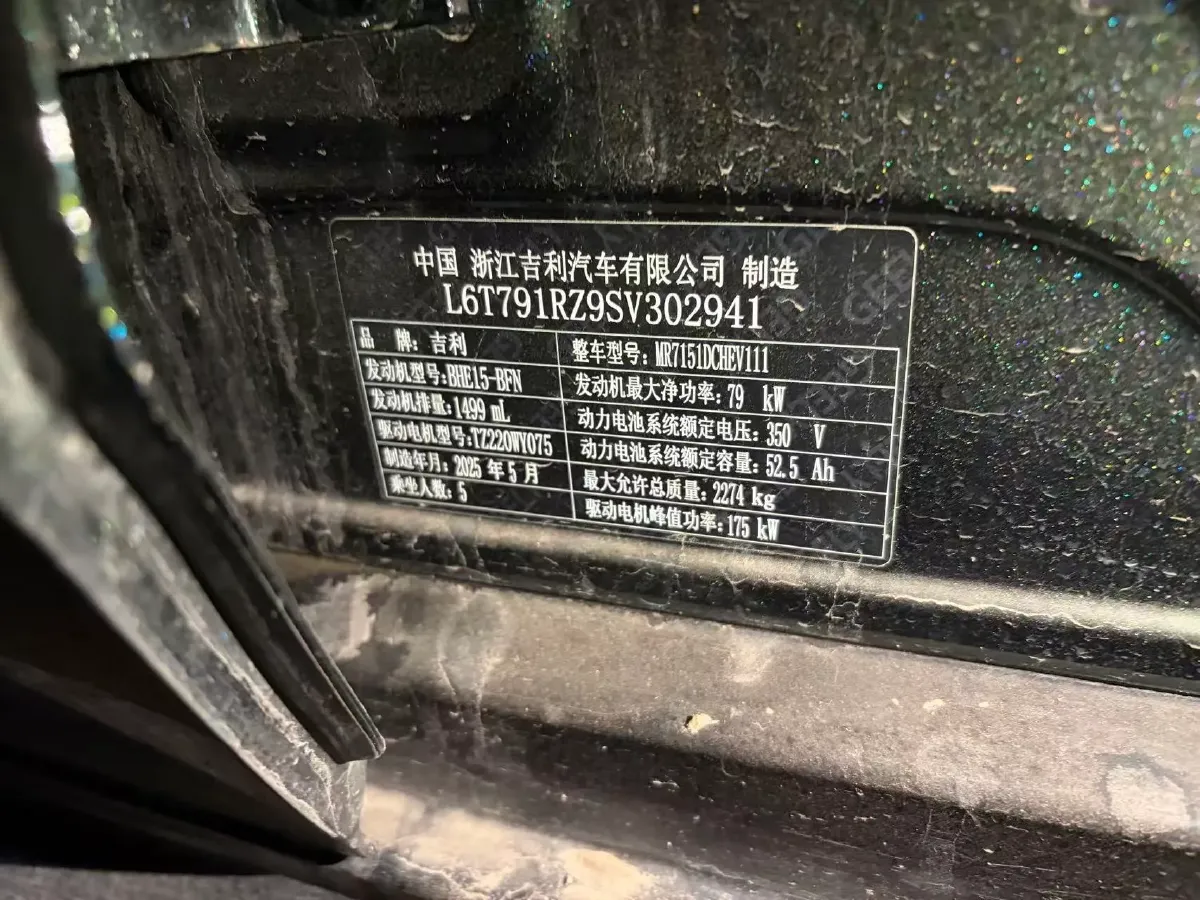 中国 浙江吉利汽车有限公司 制造
L6T791RZ9SV302941
品 牌: 吉利
整车型号: MR7151DCHEV111
发动机型号:BHE15-BFN
发动机最大净功率: 79 kW
发动机排量:1499 mL
动力电池系统额定电压: 350 V
驱动电机型号:TZ220WY075
动力电池系统额定容量: 52.5 Ah
制造年月: 2025 年 5 月
最大允许总质量: 2274 kg
乘坐人数: 5
驱动电机峰值功率: 175 kW